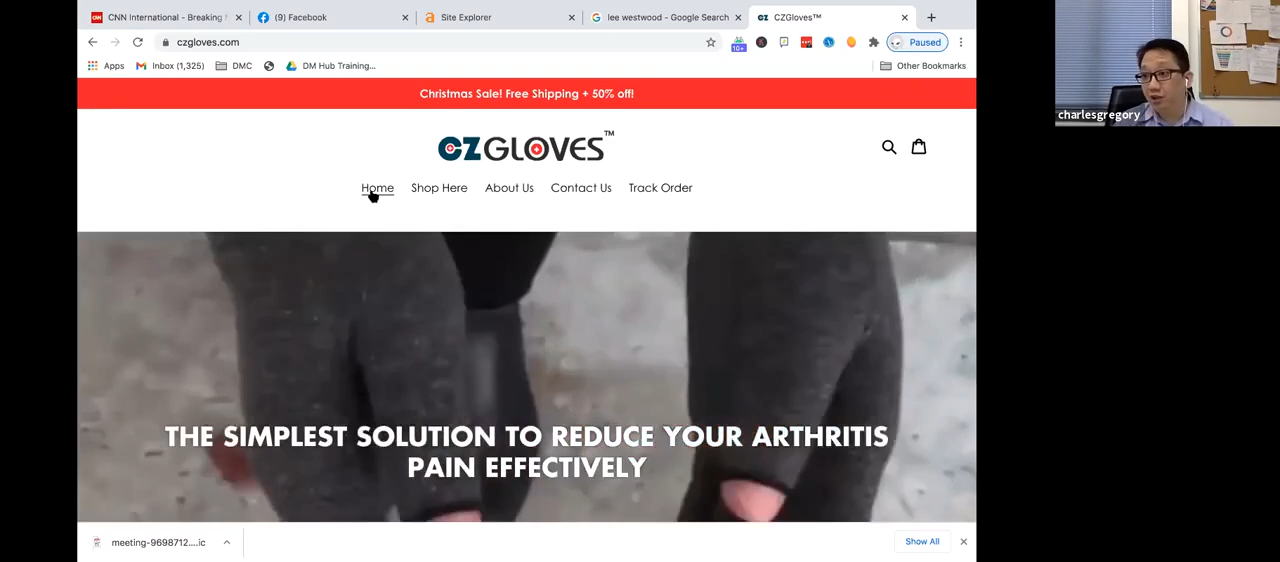 CNN International - Breaking
(9) Facebook
Site Explorer
lee westwood - Google Search
CZ CZGloves™
czgloves.com
10+
Paused
Apps
Inbox (1,325)
DMC
DM Hub Training...
Other Bookmarks
Christmas Sale! Free Shipping + 50% off!
CZGLOVES™
Home
Shop Here
About Us
Contact Us
Track Order
THE SIMPLEST SOLUTION TO REDUCE YOUR ARTHRITIS
PAIN EFFECTIVELY
meeting-9698712....ic
Show All
charlesgregory